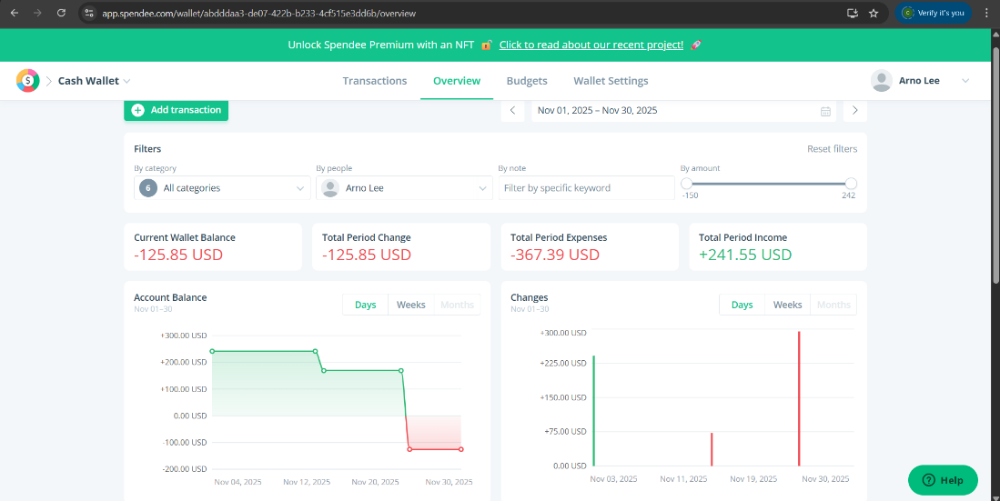 app.spendee.com/wallet/abdddaa3-de07-422b-b233-4cf515e3dd6b/overview
Verify it's you
Unlock Spendee Premium with an NFT 🔓 Click to read about our recent project! 🚀
Cash Wallet
Transactions
Overview
Budgets
Wallet Settings
Arno Lee
Add transaction
Nov 01, 2025 – Nov 30, 2025
Filters
Reset filters
By category
By people
By note
By amount
6 All categories
Arno Lee
Filter by specific keyword
-150
242
Current Wallet Balance
-125.85 USD
Total Period Change
-125.85 USD
Total Period Expenses
-367.39 USD
Total Period Income
+241.55 USD
Account Balance
Nov 01–30
Days
Weeks
Months
+300.00 USD
+200.00 USD
+100.00 USD
0.00 USD
-100.00 USD
-200.00 USD
Nov 04, 2025
Nov 12, 2025
Nov 20, 2025
Nov 30, 2025
Changes
Nov 01–30
Days
Weeks
Months
+300.00 USD
+225.00 USD
+150.00 USD
+75.00 USD
0.00 USD
Nov 03, 2025
Nov 11, 2025
Nov 19, 2025
Nov 30, 2025
Help